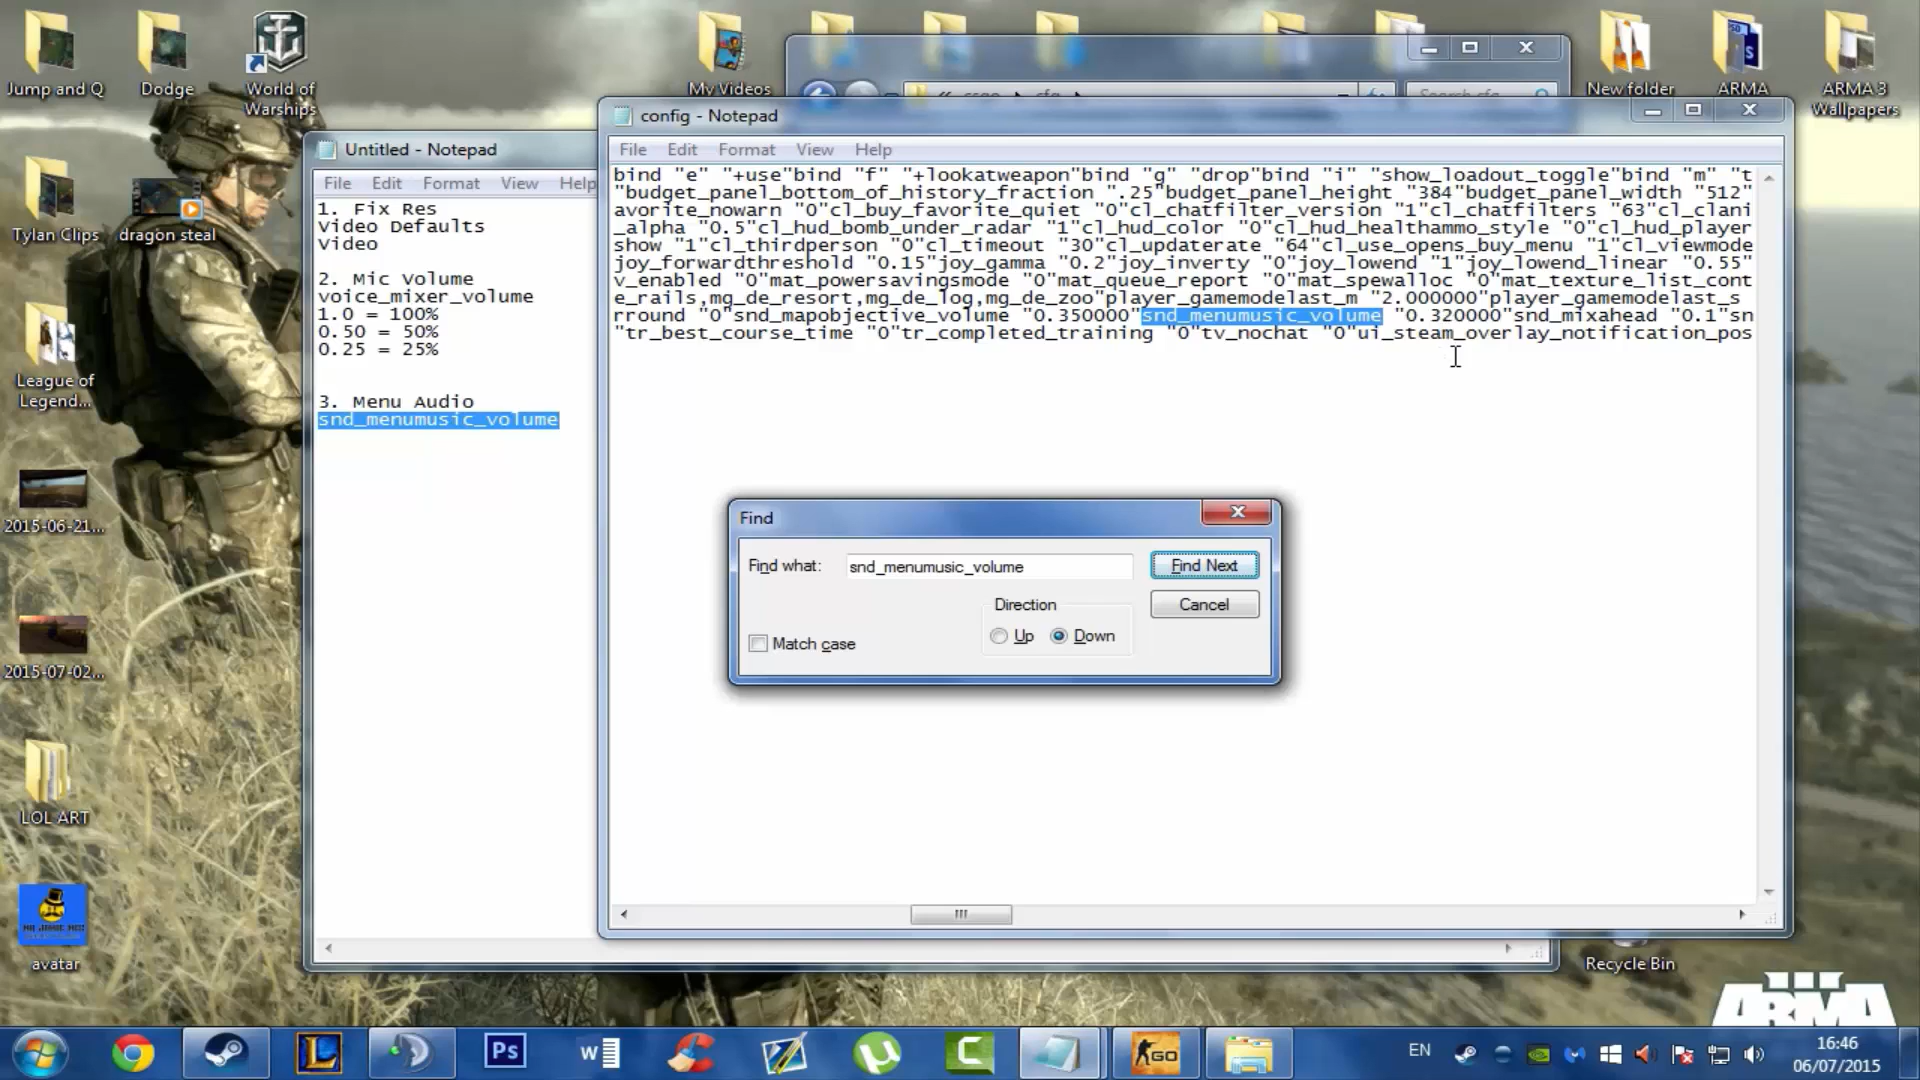 Jump and Q
Dodge
World of
Warships
My Videos
New folder
ARMA
ARMA 3
Wallpapers
Tylan Clips
dragon steal
League of
Legend...
2015-06-21...
2015-07-02...
LOL ART
avatar
Recycle Bin
Untitled - Notepad
File Edit Format View Help
1. Fix Res
Video Defaults
Video
2. Mic Volume
voice_mixer_volume
1.0 = 100%
0.50 = 50%
0.25 = 25%
3. Menu Audio
snd_menumusic_volume
config - Notepad
File Edit Format View Help
bind "e" "+use"bind "f" "+lookatweapon"bind "g" "drop"bind "i" "show_loadout_toggle"bind "m" "t
"budget_panel_bottom_of_history_fraction ".25"budget_panel_height "384"budget_panel_width "512"
avorite_nowarn "0"cl_buy_favorite_quiet "0"cl_chatfilter_version "1"cl_chatfilters "63"cl_clani
_alpha "0.5"cl_hud_bomb_under_radar "1"cl_hud_color "0"cl_hud_healthammo_style "0"cl_hud_player
show "1"cl_thirdperson "0"cl_timeout "30"cl_updaterate "64"cl_use_opens_buy_menu "1"cl_viewmode
joy_forwardthreshold "0.15"joy_gamma "0.2"joy_inverty "0"joy_lowend "1"joy_lowend_linear "0.55"
v_enabled "0"mat_powersavingsmode "0"mat_queue_report "0"mat_spewalloc "0"mat_texture_list_cont
e_rails,mg_de_resort,mg_de_log,mg_de_zoo"player_gamemodelast_m "2.000000"player_gamemodelast_s
rround "0"snd_mapobjective_volume "0.350000"snd_menumusic_volume "0.320000"snd_mixahead "0.1"sn
"tr_best_course_time "0"tr_completed_training "0"tv_nochat "0"ui_steam_overlay_notification_pos
Find
Find what: snd_menumusic_volume
Find Next
Direction
Cancel
Up Down
Match case
ARMA
Ps
W
GO
EN
16:46
06/07/2015